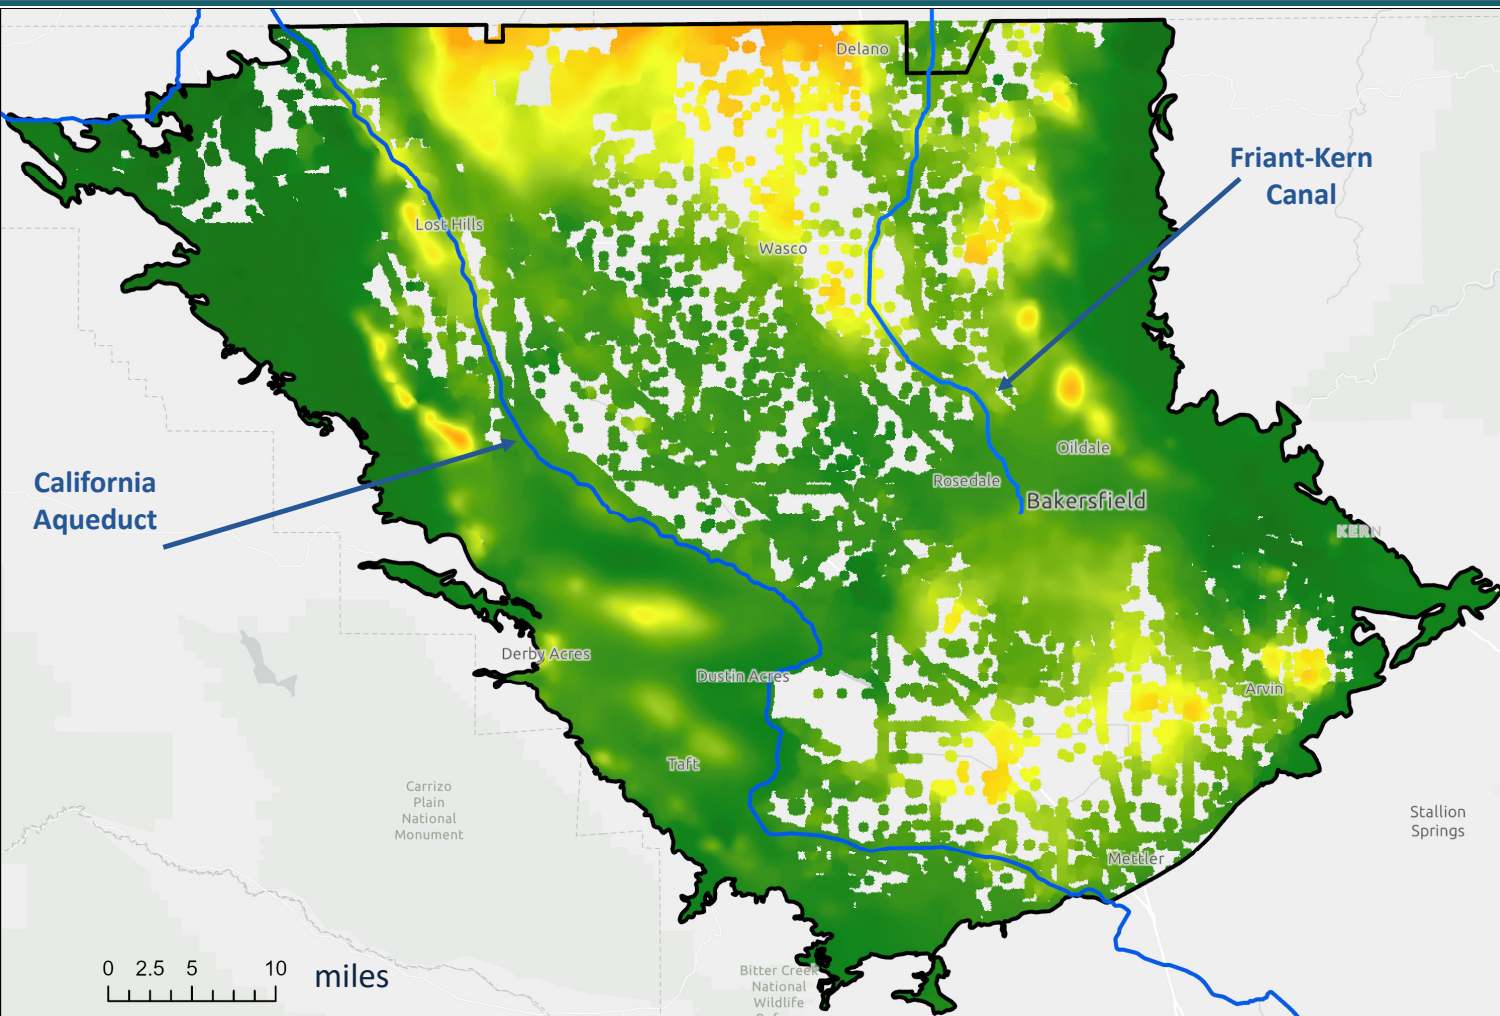 Delano
Friant-Kern
Canal
Lost Hills
Wasco
Oildale
Rosedale
Bakersfield
California
Aqueduct
KERN
Derby Acres
Dustin Acres
Arvin
Taft
Carrizo
Plain
National
Monument
Stallion
Springs
Mettler
0 2.5 5 10 miles
Bitter Creek
National
Wildlife